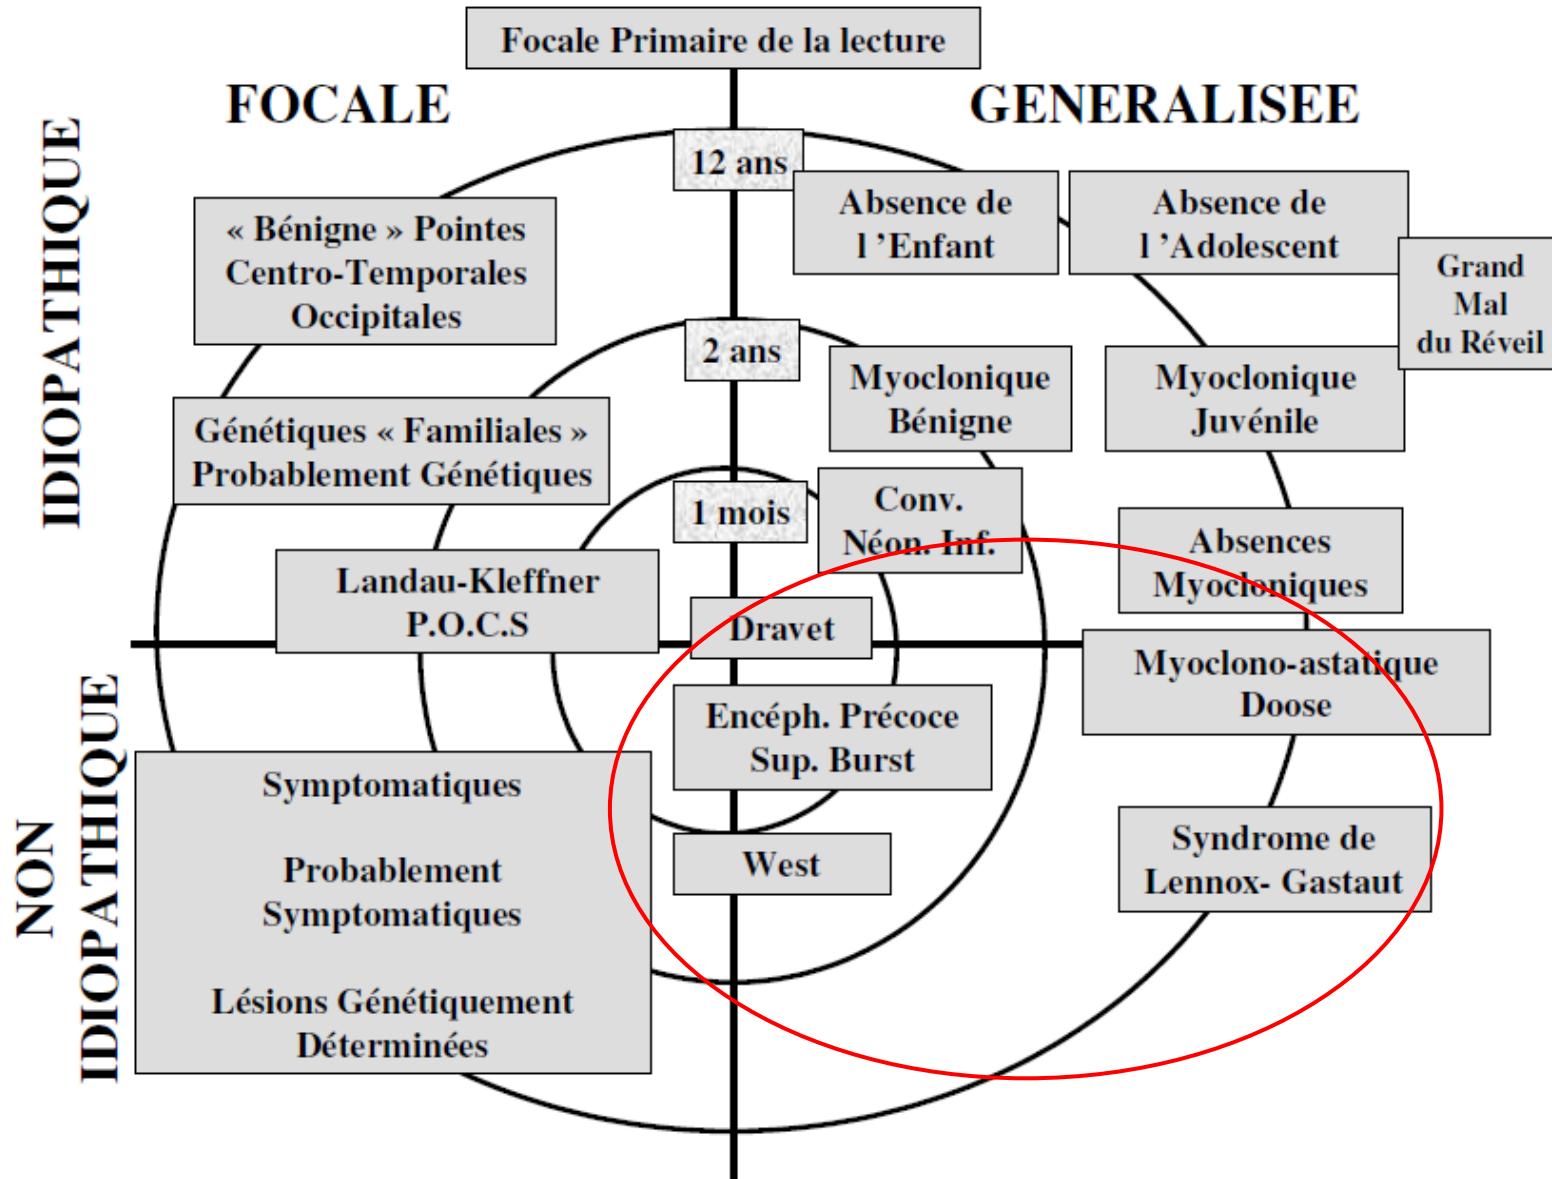 Focale Primaire de la lecture
FOCALE
GENERALISEE
IDIOPATHIQUE
12 ans
Absence de
l ’Enfant
Absence de
l ’Adolescent
« Bénigne » Pointes
Centro-Temporales
Occipitales
Grand
Mal
du Réveil
2 ans
Myoclonique
Bénigne
Myoclonique
Juvénile
Génétiques « Familiales »
Probablement Génétiques
1 mois
Conv.
Néon. Inf.
Absences
Myocloniques
Landau-Kleffner
P.O.C.S
Dravet
Myoclono-astatique
Doose
NON
IDIOPATHIQUE
Encéph. Précoce
Sup. Burst
Symptomatiques
Probablement
Symptomatiques
Lésions Génétiquement
Déterminées
West
Syndrome de
Lennox- Gastaut